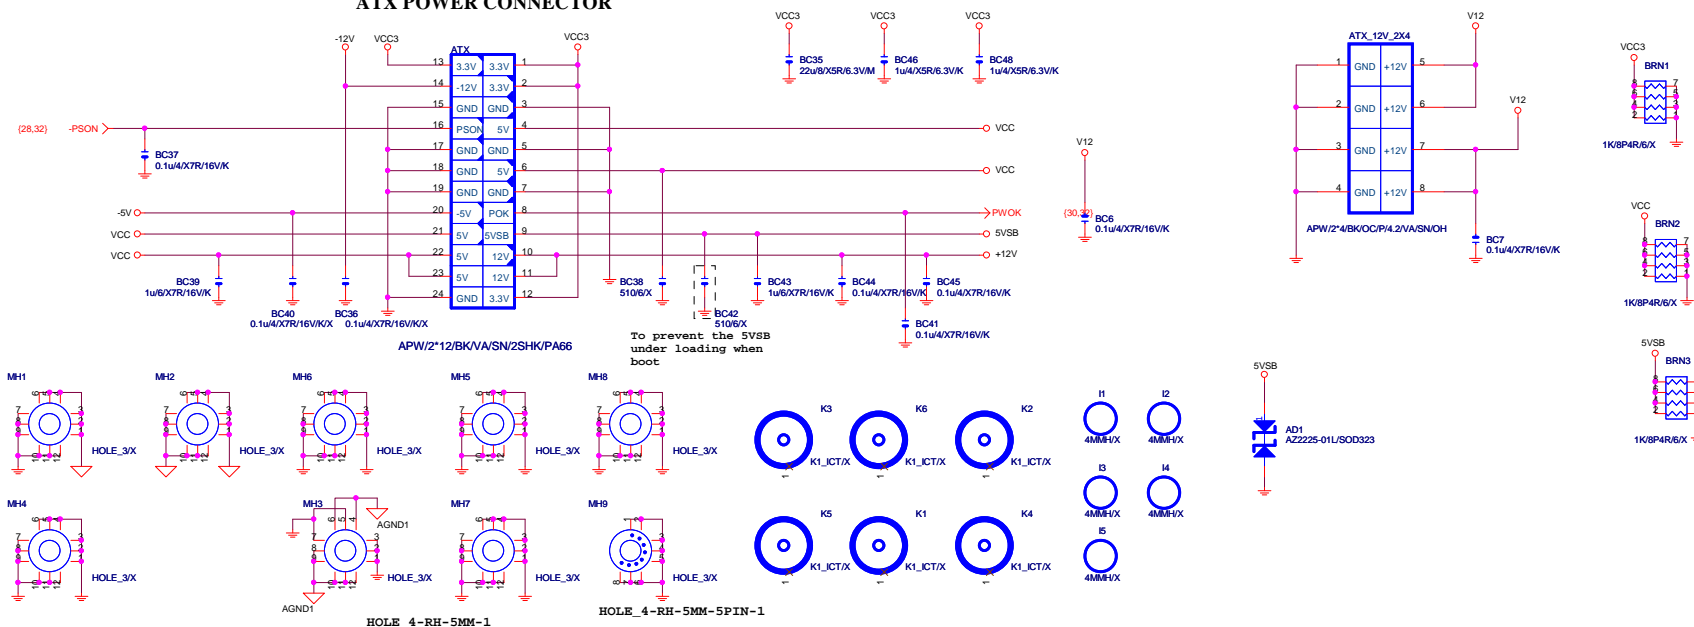 ATX POWER CONNECTOR
-12V
VCC3
VCC3
ATX
13 3.3V 3.3V 1
14 -12V 3.3V 2
15 GND GND 3
16 PSON 5V 4
17 GND GND 5
18 GND 5V 6
19 GND GND 7
20 -5V POK 8
21 5V 5VSB 9
22 5V 12V 10
23 5V 12V 11
24 GND 3.3V 12
APW/2*12/BK/VA/SN/2SHK/PA66
{28,32} -PSON
BC37
0.1u/4/X7R/16V/K
-5V
VCC
VCC
BC39
1u/6/X7R/16V/K
BC40
0.1u/4/X7R/16V/K/X
BC36
0.1u/4/X7R/16V/K/X
VCC3
BC35
22u/8/X5R/6.3V/M
VCC3
BC46
1u/4/X5R/6.3V/K
VCC3
BC48
1u/4/X5R/6.3V/K
VCC
VCC
PWOK
5VSB
+12V
BC38
510/6/X
BC42
510/6/X
To prevent the 5VSB
under loading when
boot
BC43
1u/6/X7R/16V/K
BC44
0.1u/4/X7R/16V/K
BC45
0.1u/4/X7R/16V/K
BC41
0.1u/4/X7R/16V/K
V12
BC6
0.1u/4/X7R/16V/K
ATX_12V_2X4
1 GND +12V 5
2 GND +12V 6
3 GND +12V 7
4 GND +12V 8
APW/2*4/BK/OC/P/4.2/VA/SN/OH
V12
V12
BC7
0.1u/4/X7R/16V/K
VCC3
BRN1
1K/8P4R/6/X
VCC
BRN2
1K/8P4R/6/X
5VSB
BRN3
1K/8P4R/6/X
5VSB
AD1
AZ2225-01L/SOD323
MH1
HOLE_3/X
MH2
HOLE_3/X
MH6
HOLE_3/X
MH5
HOLE_3/X
MH8
HOLE_3/X
MH4
HOLE_3/X
MH3
AGND1
HOLE_3/X
AGND1
HOLE_4-RH-5MM-1
MH7
HOLE_3/X
MH9
HOLE_3/X
HOLE_4-RH-5MM-5PIN-1
K3
K1_ICT/X
K6
K1_ICT/X
K2
K1_ICT/X
K5
K1_ICT/X
K1
K1_ICT/X
K4
K1_ICT/X
I1
4MMH/X
I2
4MMH/X
I3
4MMH/X
I4
4MMH/X
I5
4MMH/X